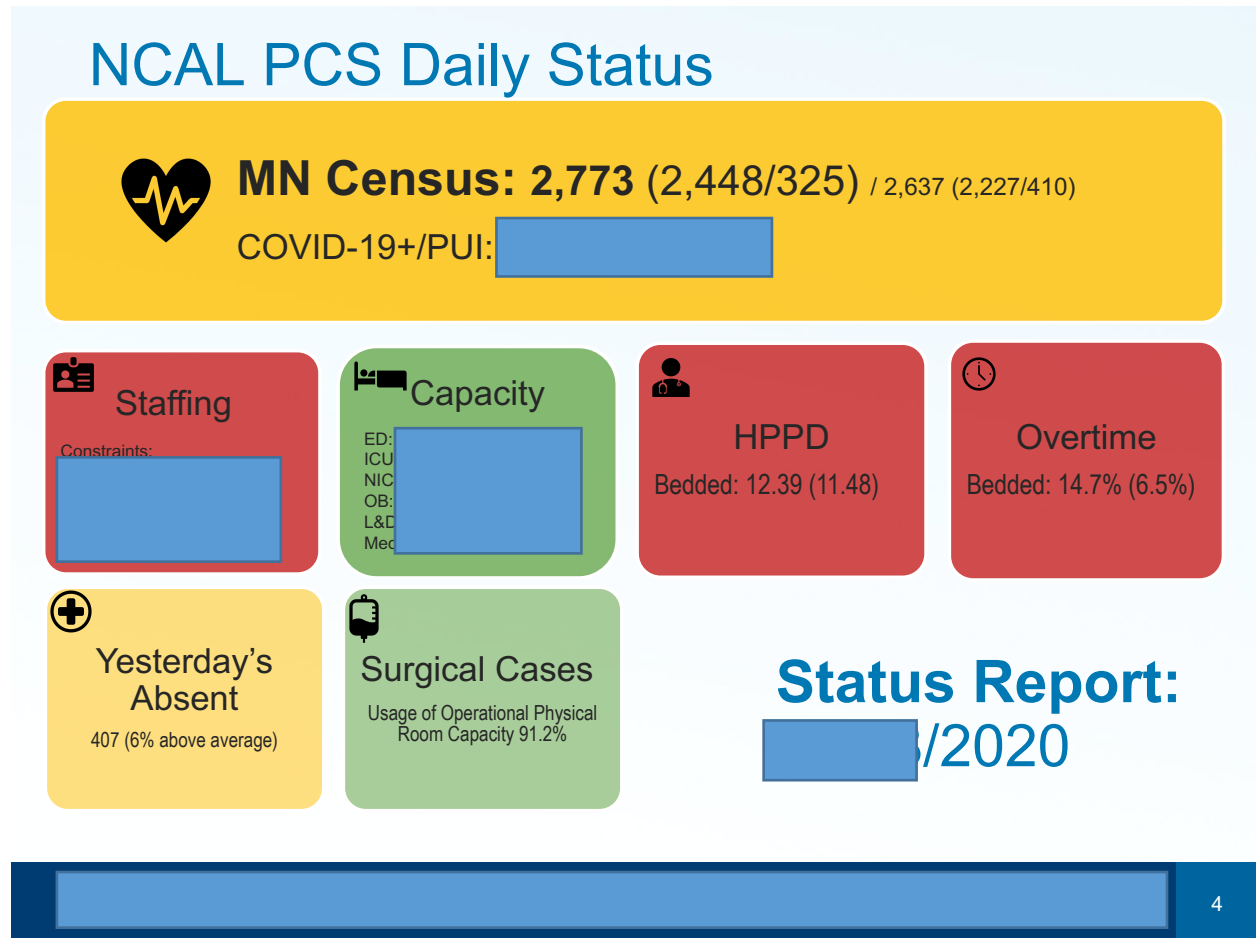 NCAL PCS Daily Status
MN Census: 2,773 (2,448/325) / 2,637 (2,227/410)
COVID-19+/PUI:
Staffing
Constraints:
Capacity
ED:
ICU
NIC
OB:
L&D
Med
HPPD
Bedded: 12.39 (11.48)
Overtime
Bedded: 14.7% (6.5%)
Yesterday’s
Absent
407 (6% above average)
Surgical Cases
Usage of Operational Physical
Room Capacity 91.2%
Status Report:
/2020
4